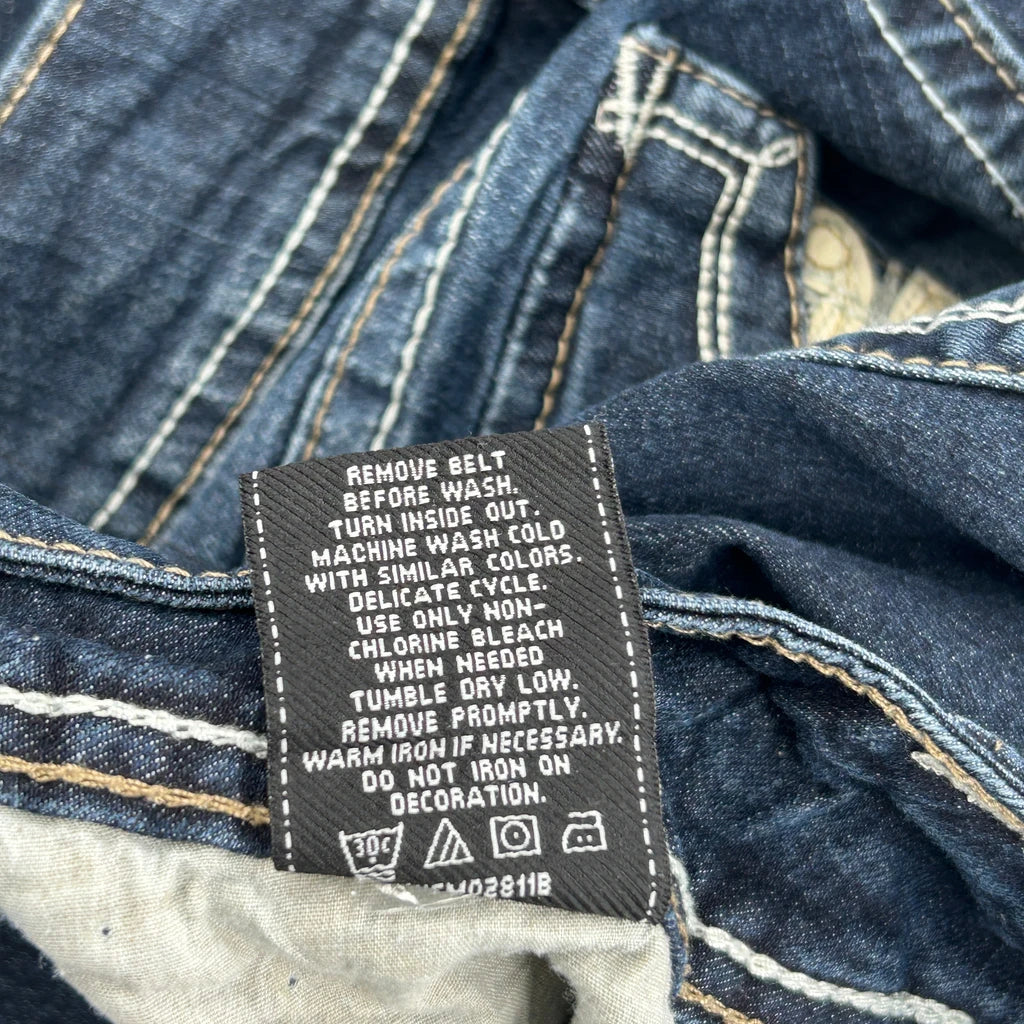 REMOVE BELT
BEFORE WASH.
TURN INSIDE OUT.
MACHINE WASH COLD
WITH SIMILAR COLORS.
DELICATE CYCLE.
USE ONLY NON-
CHLORINE BLEACH
WHEN NEEDED
TUMBLE DRY LOW.
REMOVE PROMPTLY.
WARM IRON IF NECESSARY.
DO NOT IRON ON
DECORATION.
30c